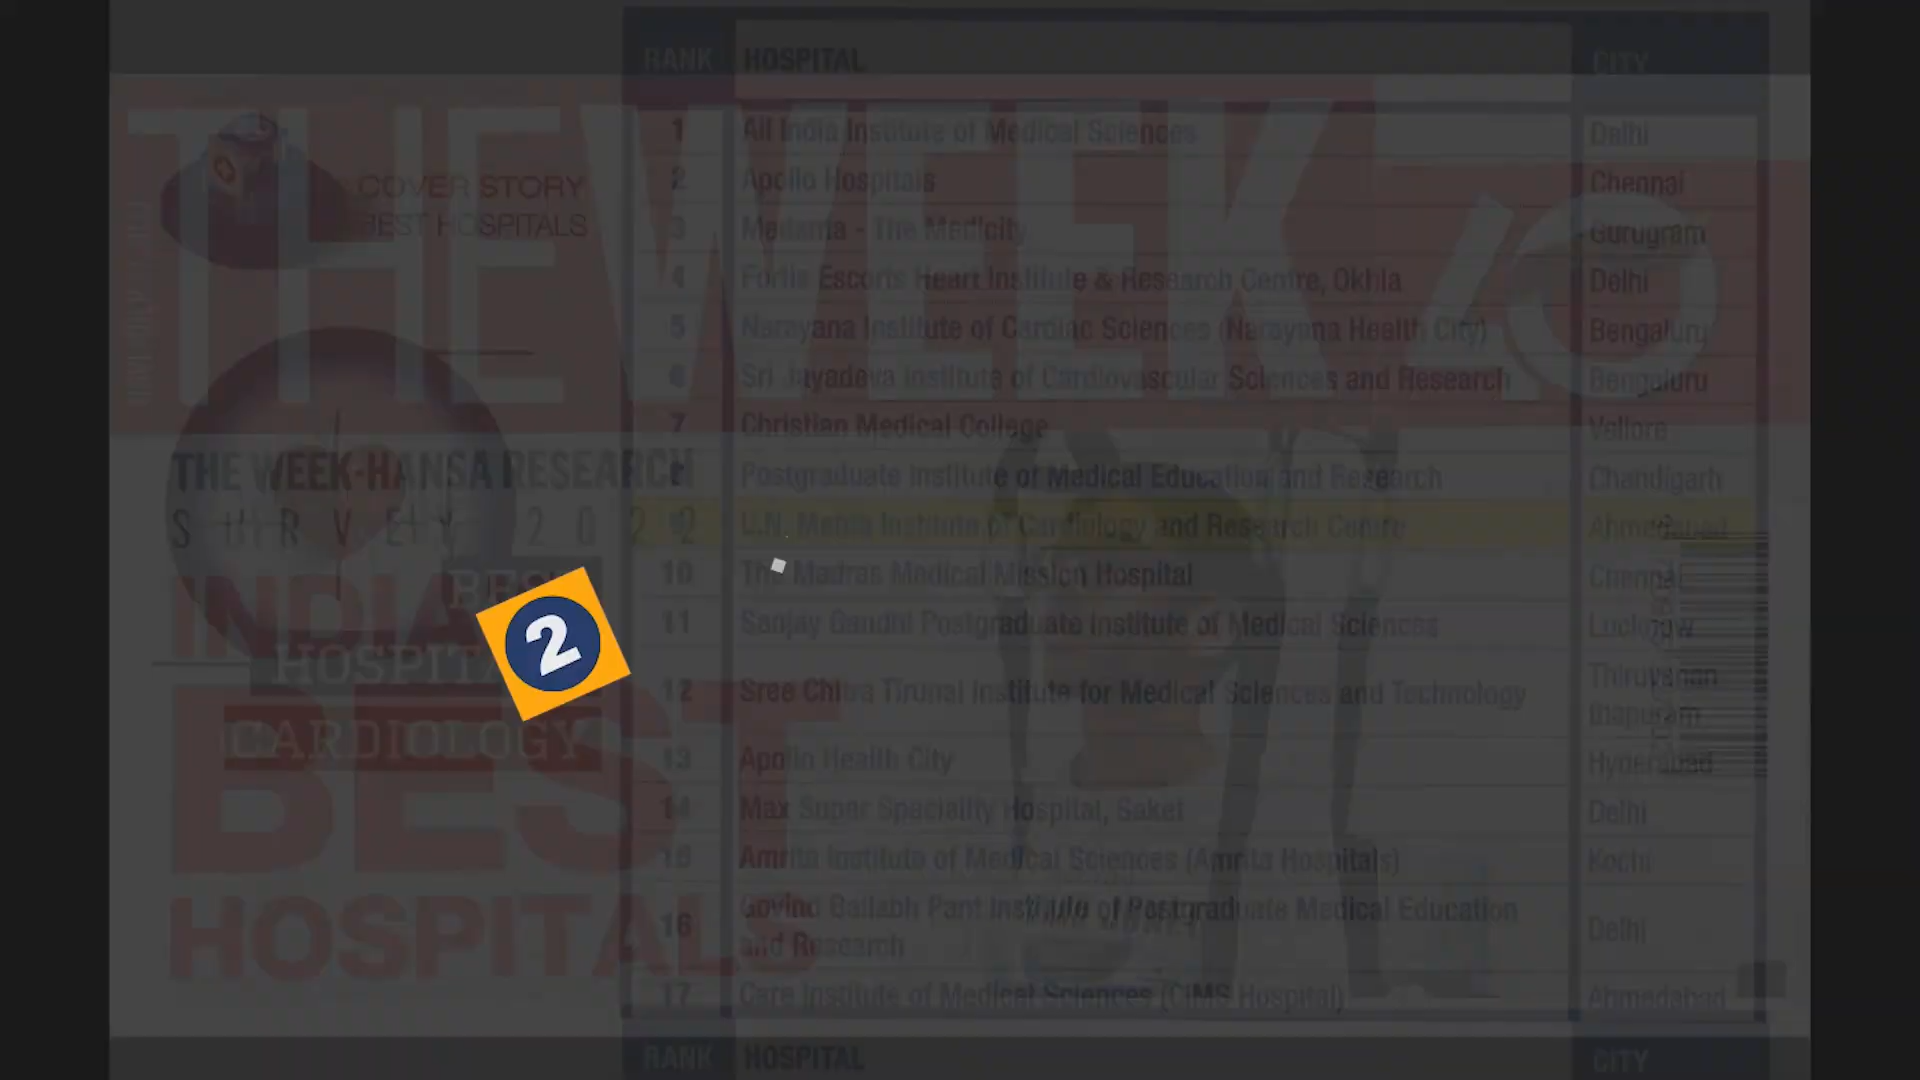 RANK HOSPITAL CITY
THE WEEK 40
COVER STORY
BEST HOSPITALS
1 All India Institute of Medical Sciences Delhi
2 Apollo Hospitals Chennai
3 Medanta - The Medicity Gurugram
4 Fortis Escorts Heart Institute & Research Centre, Okhla Delhi
5 Narayana Institute of Cardiac Sciences (Narayana Health City) Bengaluru
6 Sri Jayadeva Institute of Cardiovascular Sciences and Research Bengaluru
7 Christian Medical College Vellore
THE WEEK-HANSA RESEARCH
SURVEY 2022
8 Postgraduate Institute of Medical Education and Research Chandigarh
9 U.N. Mehta Institute of Cardiology and Research Centre Ahmedabad
10 The Madras Medical Mission Hospital Chennai
INDIA
BEST
2
11 Sanjay Gandhi Postgraduate Institute of Medical Sciences Lucknow
12 Sree Chitra Tirunal Institute for Medical Sciences and Technology Thiruvanan
thapuram
CARDIOLOGY
13 Apollo Health City Hyderabad
BEST
14 Max Super Speciality Hospital, Saket Delhi
15 Amrita Institute of Medical Sciences (Amrita Hospitals) Kochi
HOSPITALS
16 Govind Ballabh Pant Institute of Postgraduate Medical Education
and Research Delhi
17 Care Institute of Medical Sciences (CIMS Hospital) Ahmedabad
RANK HOSPITAL CITY